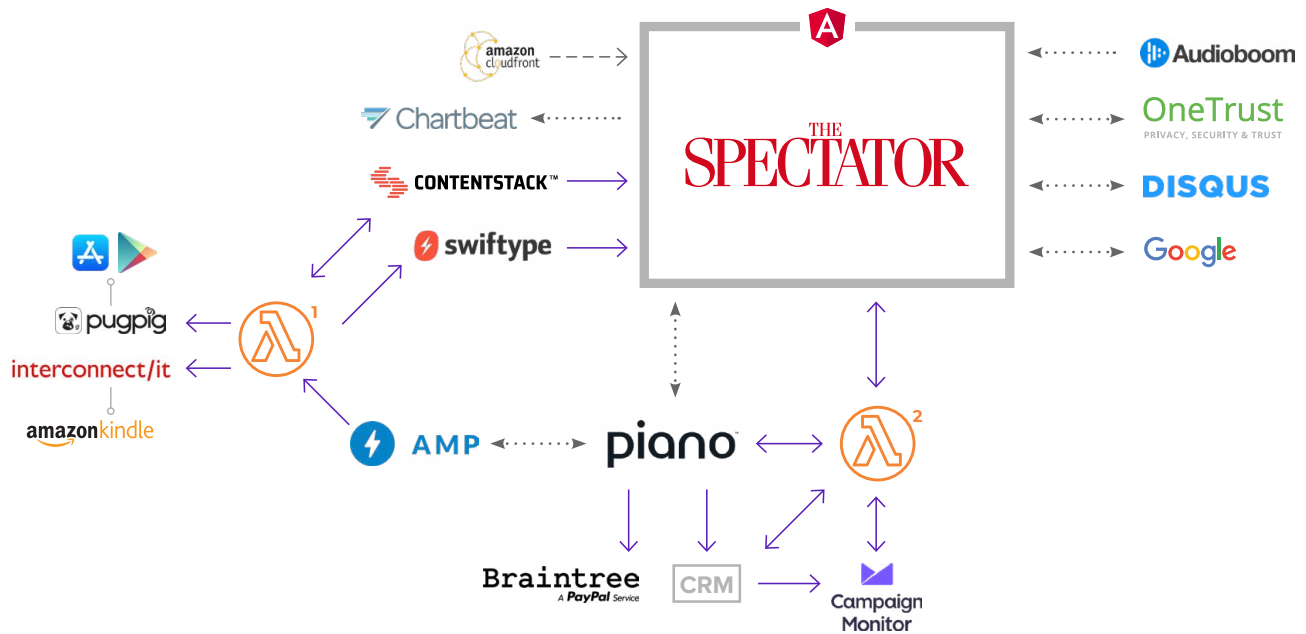 A
amazon
cloudfront
Audioboom
Chartbeat
OneTrust
PRIVACY, SECURITY & TRUST
THE
SPECTATOR
CONTENTSTACK™
DISQUS
swiftype
Google
pugpig
1
interconnect/it
amazonkindle
AMP
piano™
2
Braintree
A PayPal Service
CRM
Campaign
Monitor